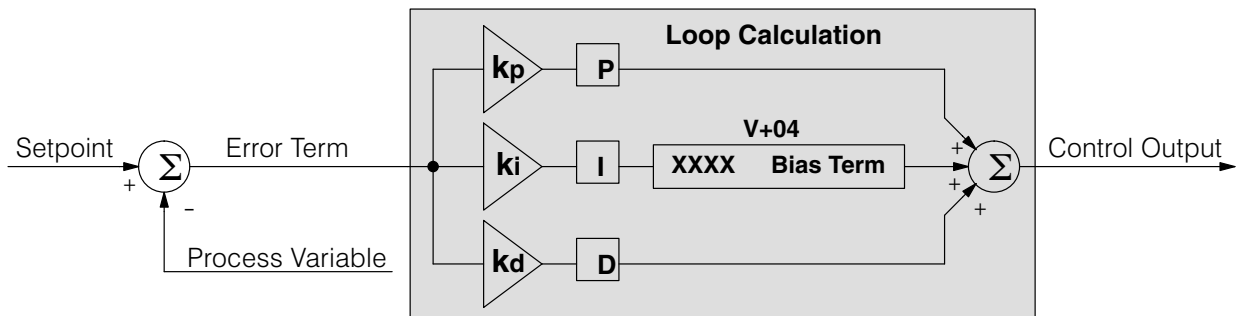 Loop Calculation
kp
P
V+04
Setpoint
Σ
Error Term
ki
I
XXXX Bias Term
Σ
Control Output
+
-
+
+
+
Process Variable
kd
D